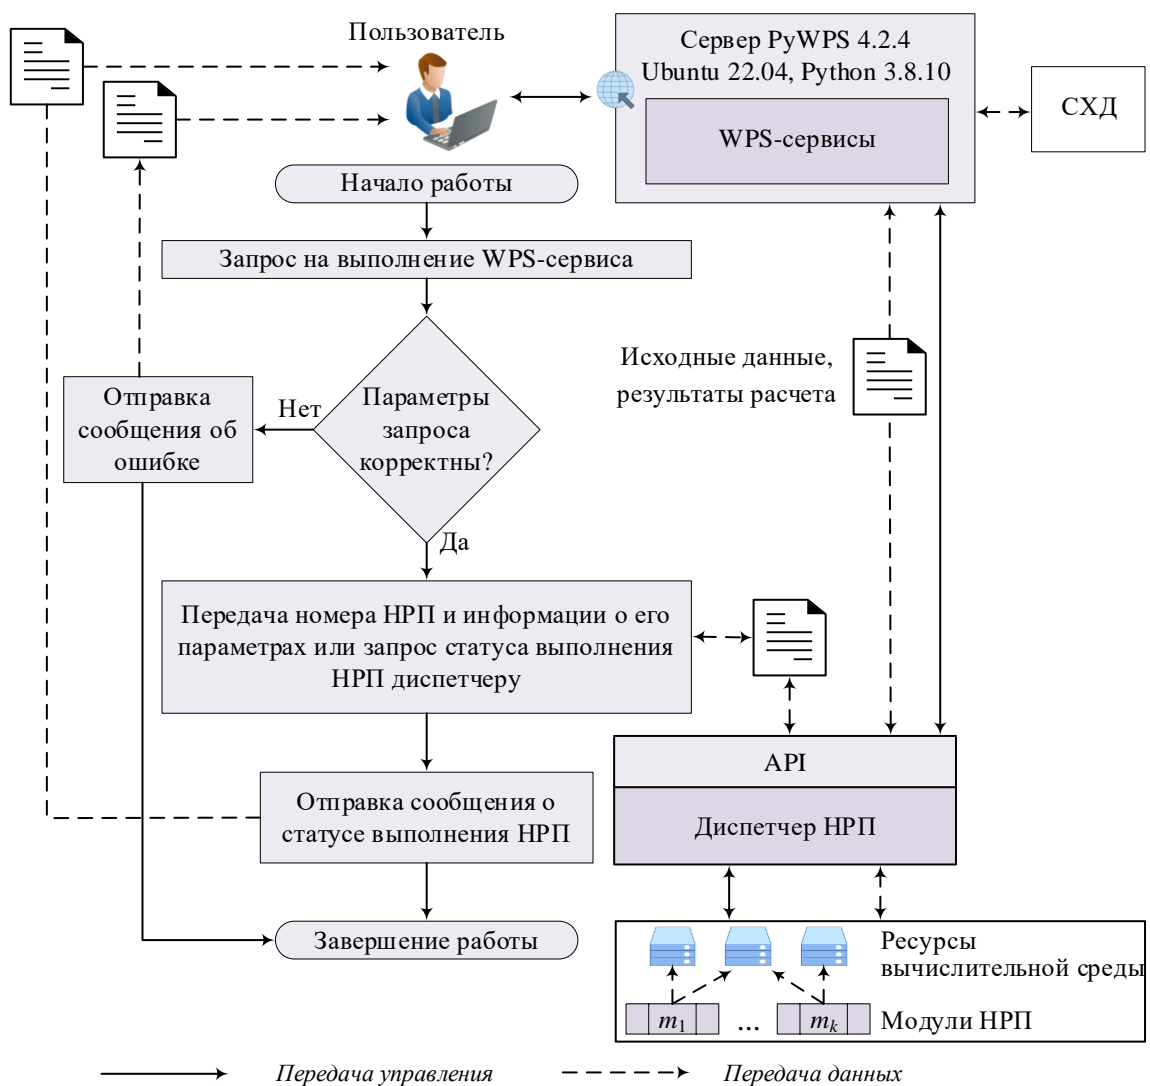 Пользователь
Сервер PyWPS 4.2.4
Ubuntu 22.04, Python 3.8.10
WPS-сервисы
СХД
Начало работы
Запрос на выполнение WPS-сервиса
Параметры
запроса
корректны?
Нет
Отправка
сообщения об
ошибке
Да
Исходные данные,
результаты расчета
Передача номера НРП и информации о его
параметрах или запрос статуса выполнения
НРП диспетчеру
API
Диспетчер НРП
Отправка сообщения о
статусе выполнения НРП
Завершение работы
Ресурсы
вычислительной среды
m1 ... mk Модули НРП
Передача управления
Передача данных